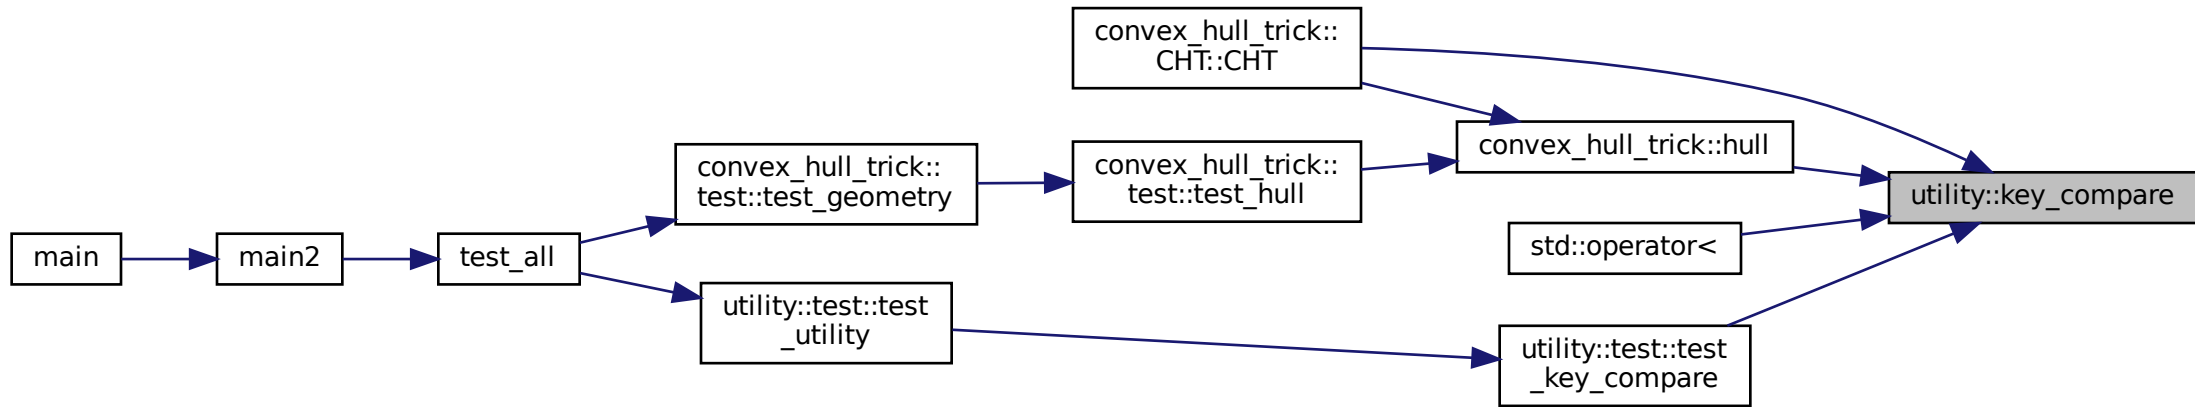 main
main2
test_all
convex_hull_trick::
test::test_geometry
utility::test::test
_utility
convex_hull_trick::
CHT::CHT
convex_hull_trick::
test::test_hull
convex_hull_trick::hull
std::operator<
utility::test::test
_key_compare
utility::key_compare